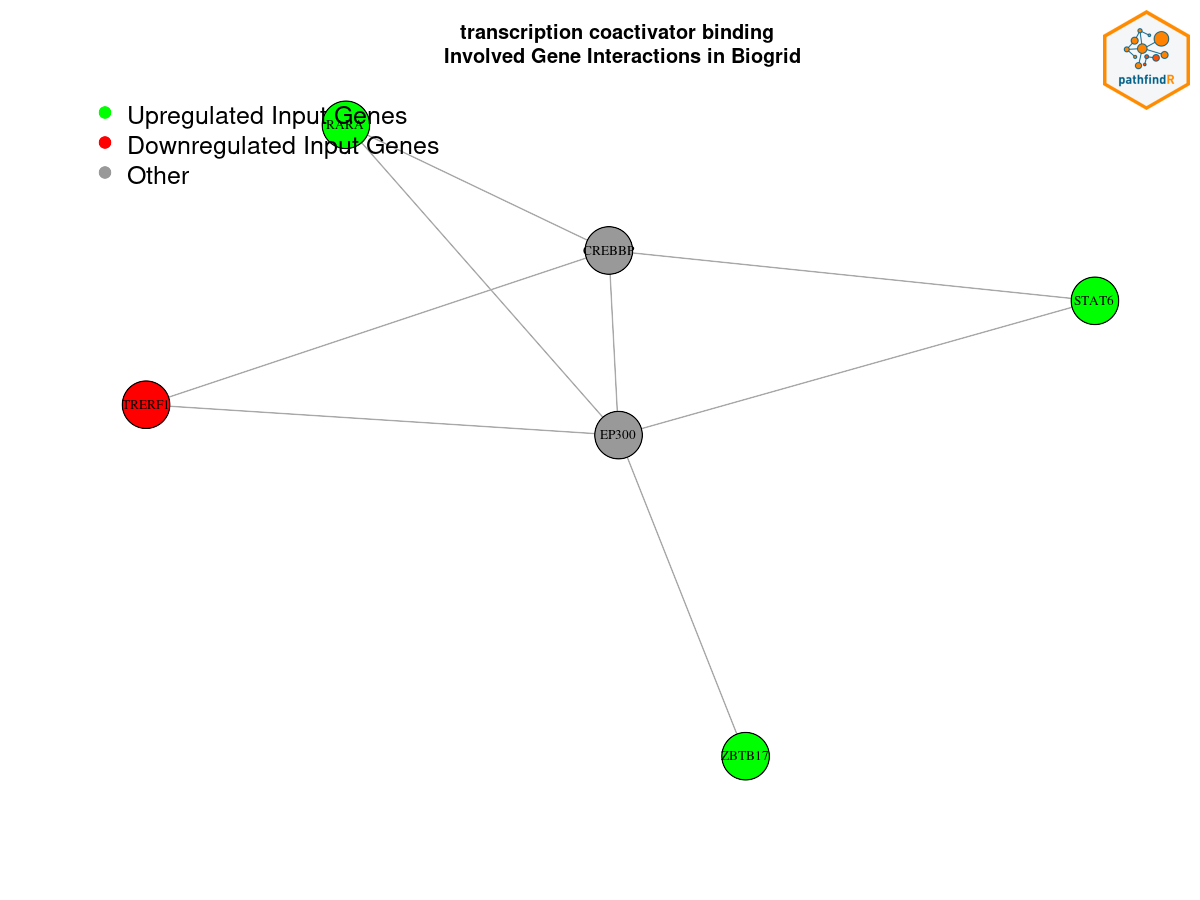 transcription coactivator binding
Involved Gene Interactions in Biogrid
pathfindR
Upregulated Input Genes
RARA
Downregulated Input Genes
Other
CREBBP
STAT6
TRERF1
EP300
ZBTB17